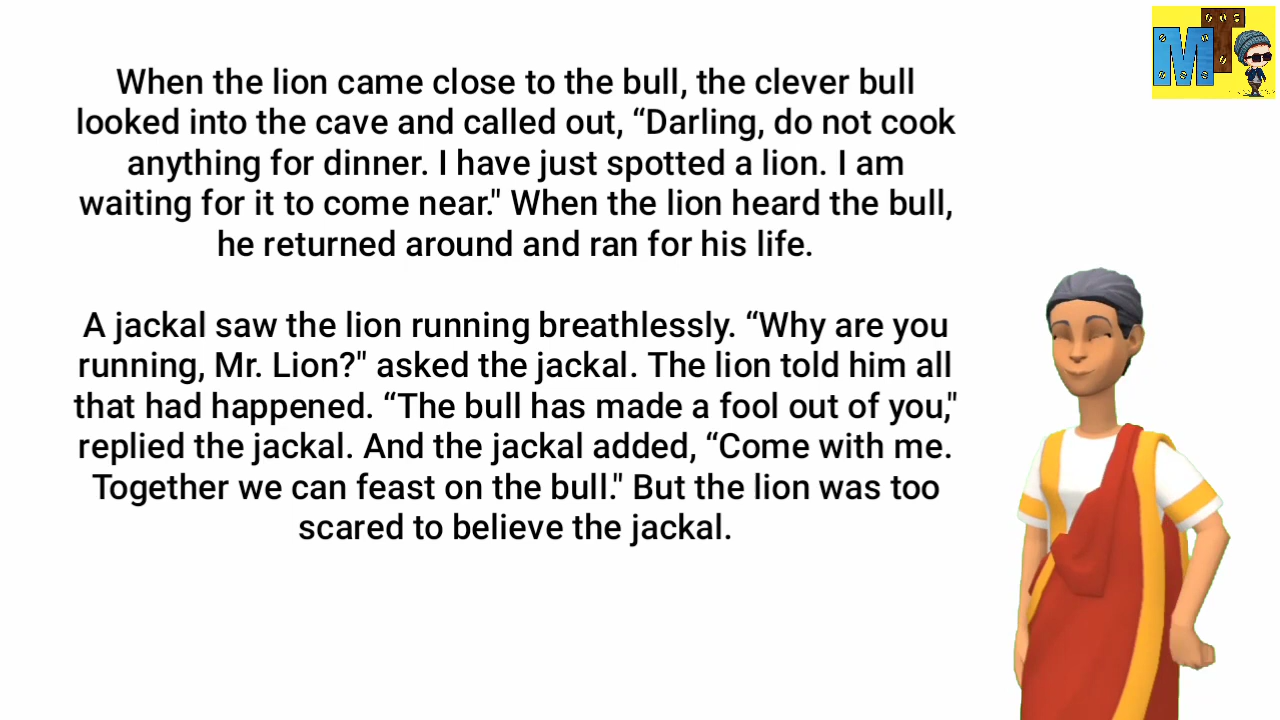 When the lion came close to the bull, the clever bull
looked into the cave and called out, “Darling, do not cook
anything for dinner. I have just spotted a lion. I am
waiting for it to come near." When the lion heard the bull,
he returned around and ran for his life.
A jackal saw the lion running breathlessly. “Why are you
running, Mr. Lion?" asked the jackal. The lion told him all
that had happened. “The bull has made a fool out of you,"
replied the jackal. And the jackal added, “Come with me.
Together we can feast on the bull." But the lion was too
scared to believe the jackal.
MT